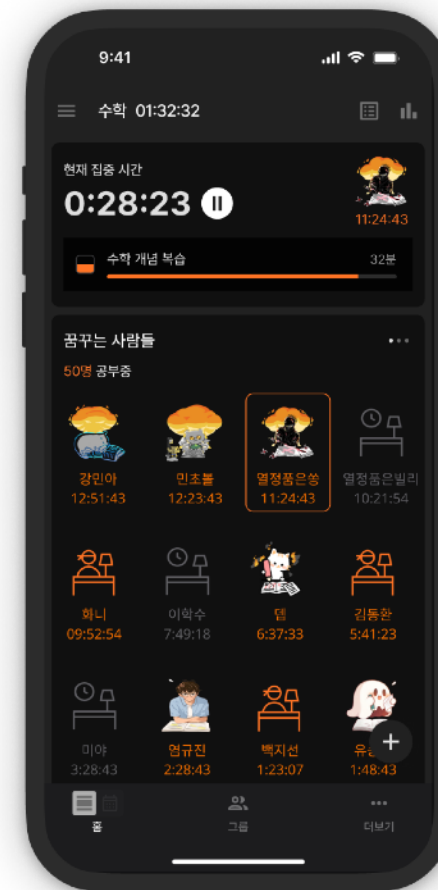 9:41
수학 01:32:32
현재 집중 시간
0:28:23
11:24:43
수학 개념 복습 32분
꿈꾸는 사람들
50명 공부중
강민아 민초볼 열정품은쏭 열정품은빌리
12:51:43 12:23:43 11:24:43 10:21:54
화니 이학수 뎁 김동환
09:52:54 7:49:18 6:37:33 5:41:23
미야 염규진 백지선
3:28:43 2:28:43 1:23:07 1:48:43
홈 그룹 더보기